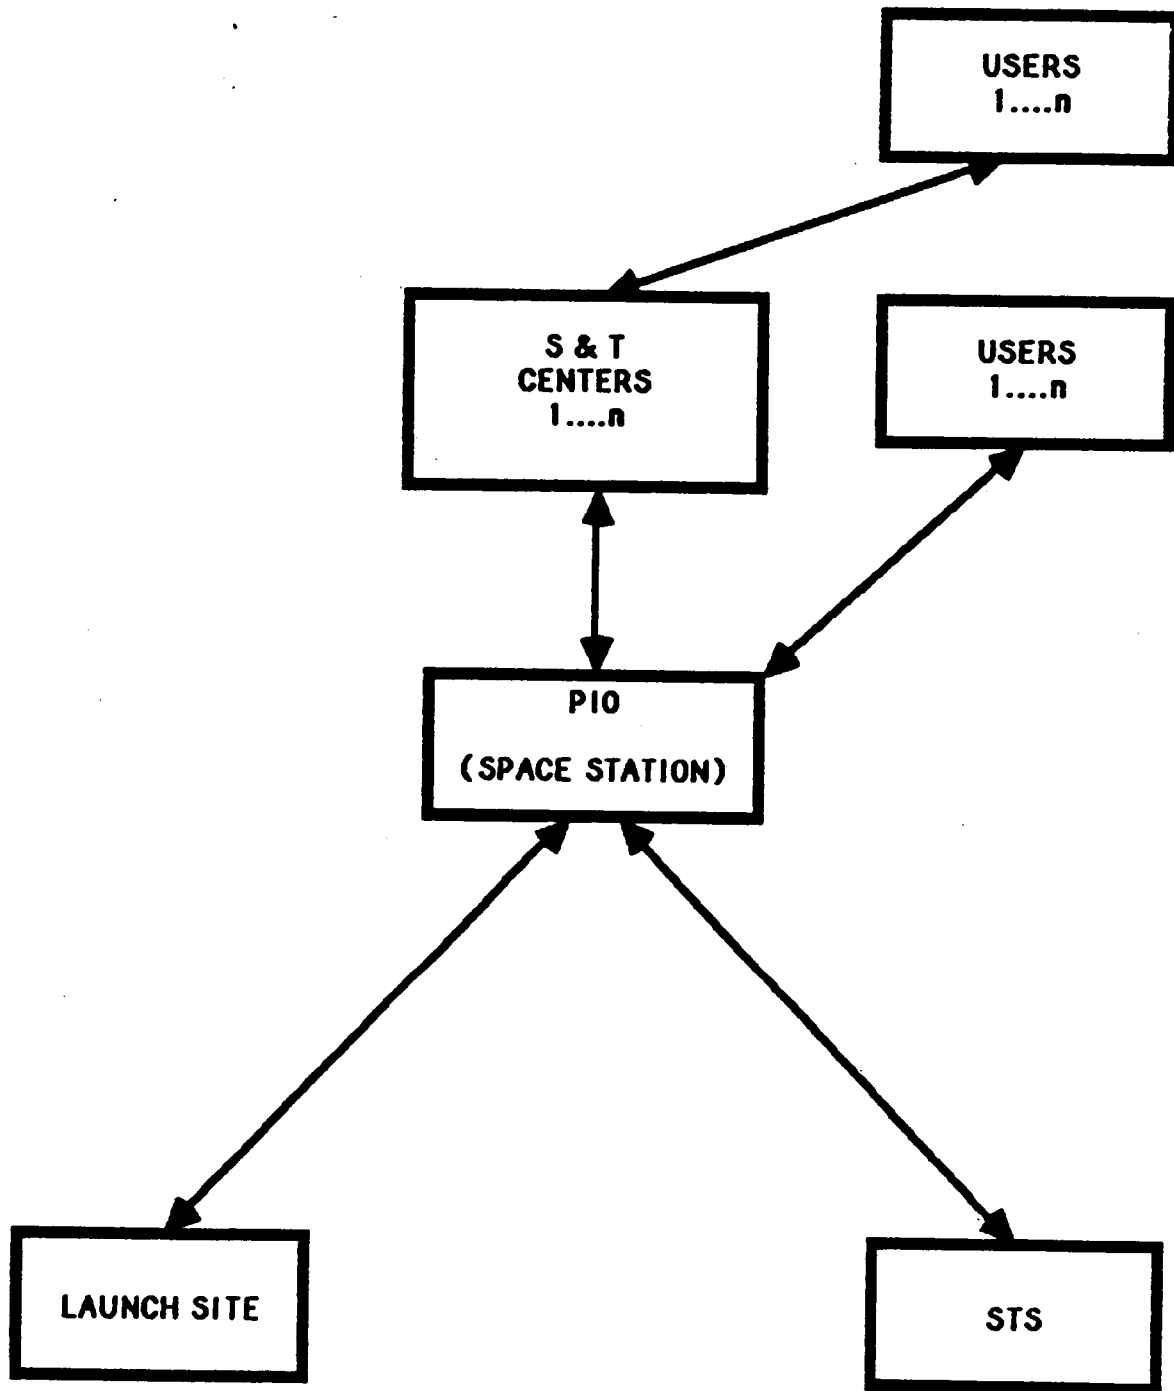 USERS
1....n
S & T
CENTERS
1....n
USERS
1....n
PIO
(SPACE STATION)
LAUNCH SITE
STS